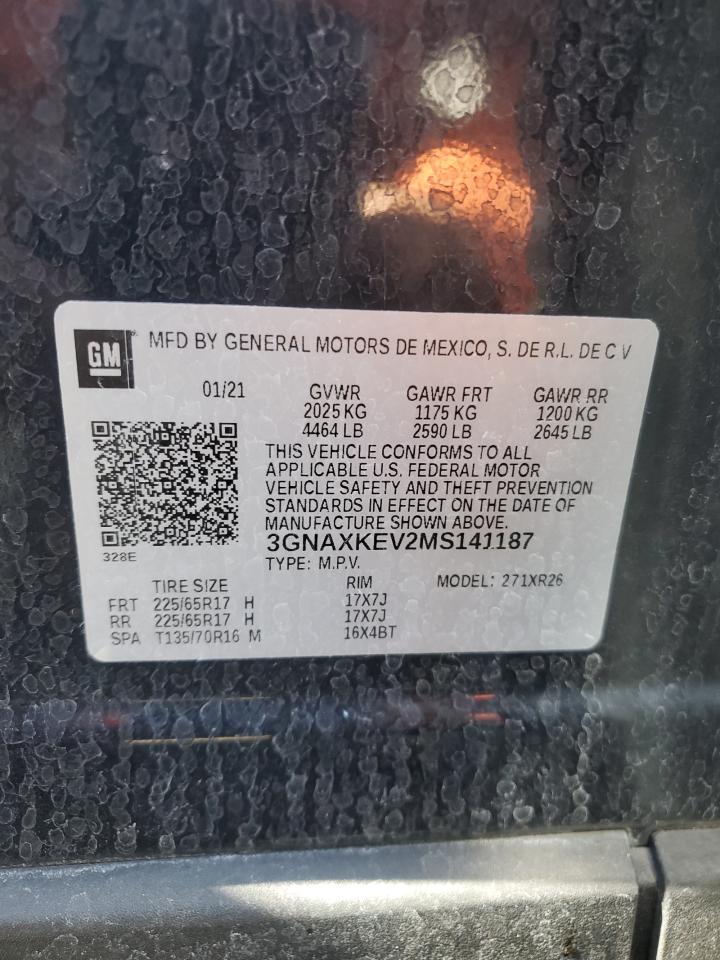 GM
MFD BY GENERAL MOTORS DE MEXICO, S. DE R.L. DE C V
01/21 GVWR GAWR FRT GAWR RR
2025 KG 1175 KG 1200 KG
4464 LB 2590 LB 2645 LB
THIS VEHICLE CONFORMS TO ALL
APPLICABLE U.S. FEDERAL MOTOR
VEHICLE SAFETY AND THEFT PREVENTION
STANDARDS IN EFFECT ON THE DATE OF
MANUFACTURE SHOWN ABOVE.
3GNAXKEV2MS141187
328E
TYPE: M.P.V.
TIRE SIZE RIM MODEL: 271XR26
FRT 225/65R17 H 17X7J
RR 225/65R17 H 17X7J
SPA T135/70R16 M 16X4BT